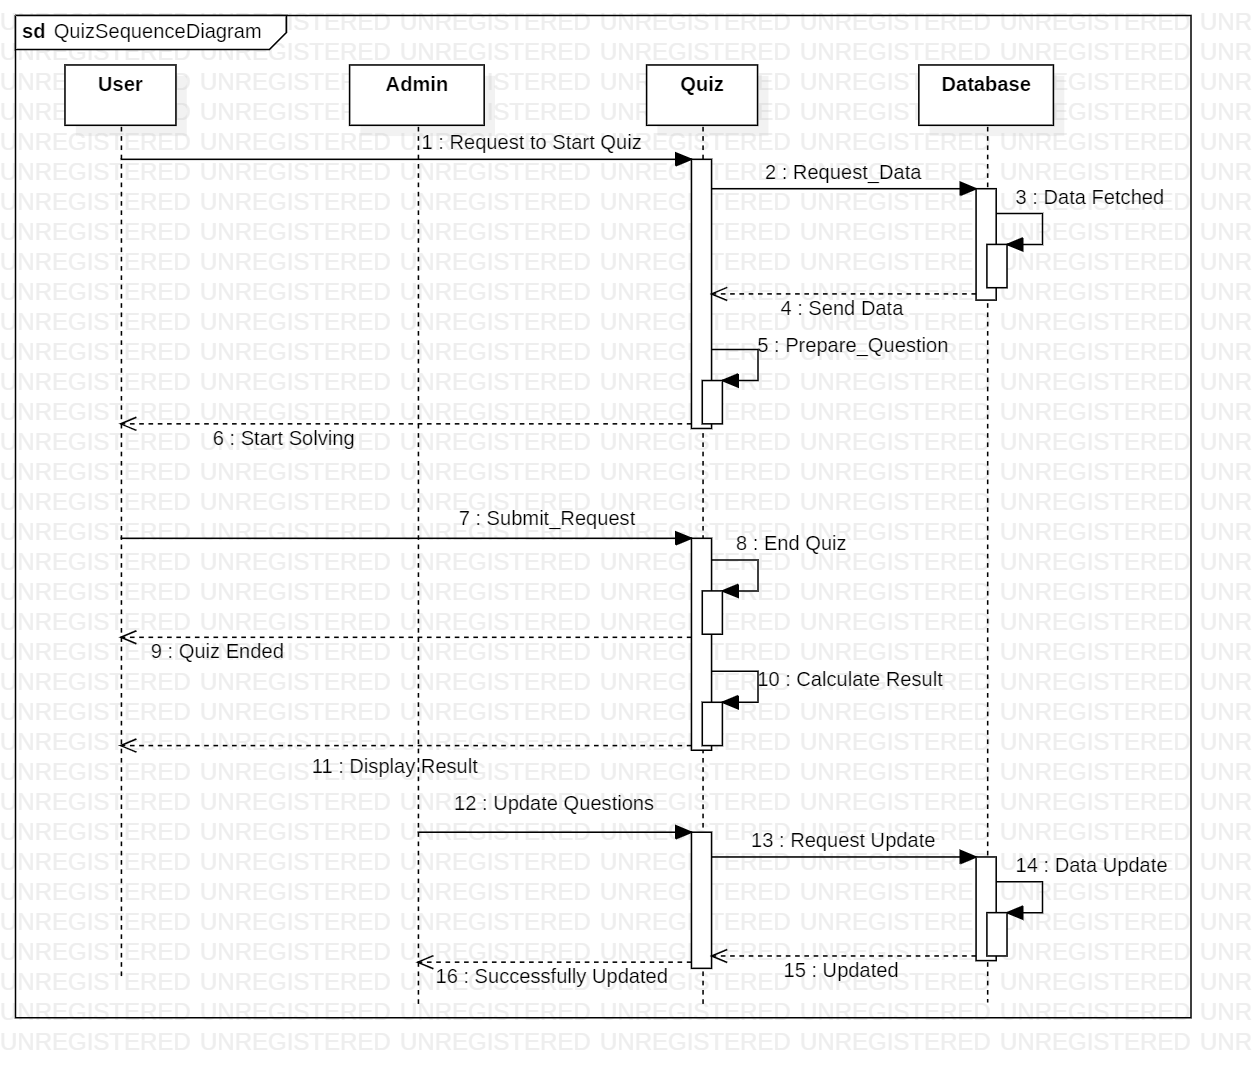 sd QuizSequenceDiagram
User
Admin
Quiz
Database
1 : Request to Start Quiz
2 : Request_Data
3 : Data Fetched
4 : Send Data
5 : Prepare_Question
6 : Start Solving
7 : Submit_Request
8 : End Quiz
9 : Quiz Ended
10 : Calculate Result
11 : Display Result
12 : Update Questions
13 : Request Update
14 : Data Update
15 : Updated
16 : Successfully Updated
UNREGISTERED